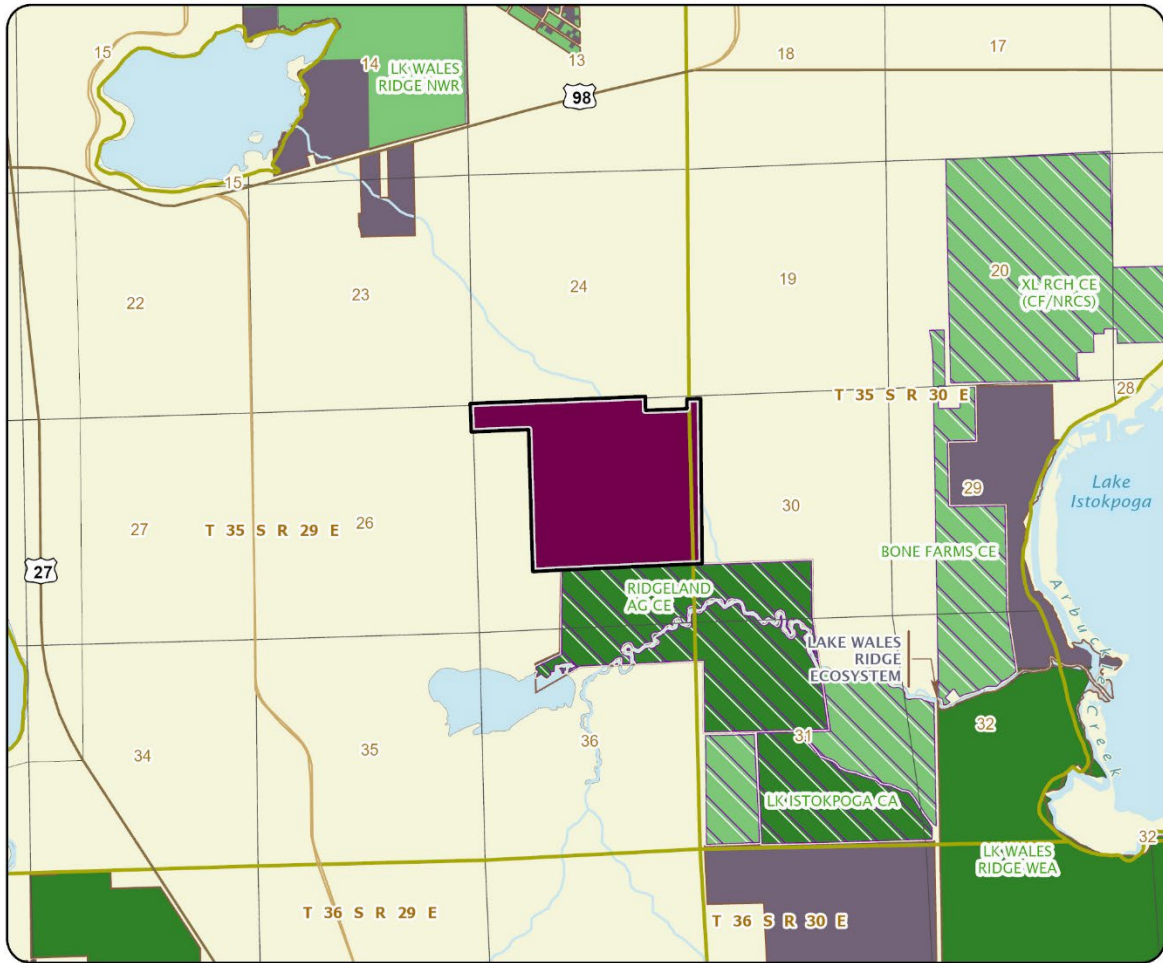 15
14
LK WALES
RIDGE NWR
13
18
17
98
15
22
23
24
19
20
XL RCH CE
(CF/NRCS)
T 35 S R 30 E
28
27
T 35 S R 29 E
26
30
29
Lake
Istokpoga
BONE FARMS CE
27
RIDGELAND
AG CE
Arbuckle Creek
LAKE WALES
RIDGE
ECOSYSTEM
34
35
36
31
32
LK ISTOKPOGA CA
LK WALES
RIDGE WEA
32
T 36 S R 29 E
T 36 S R 30 E